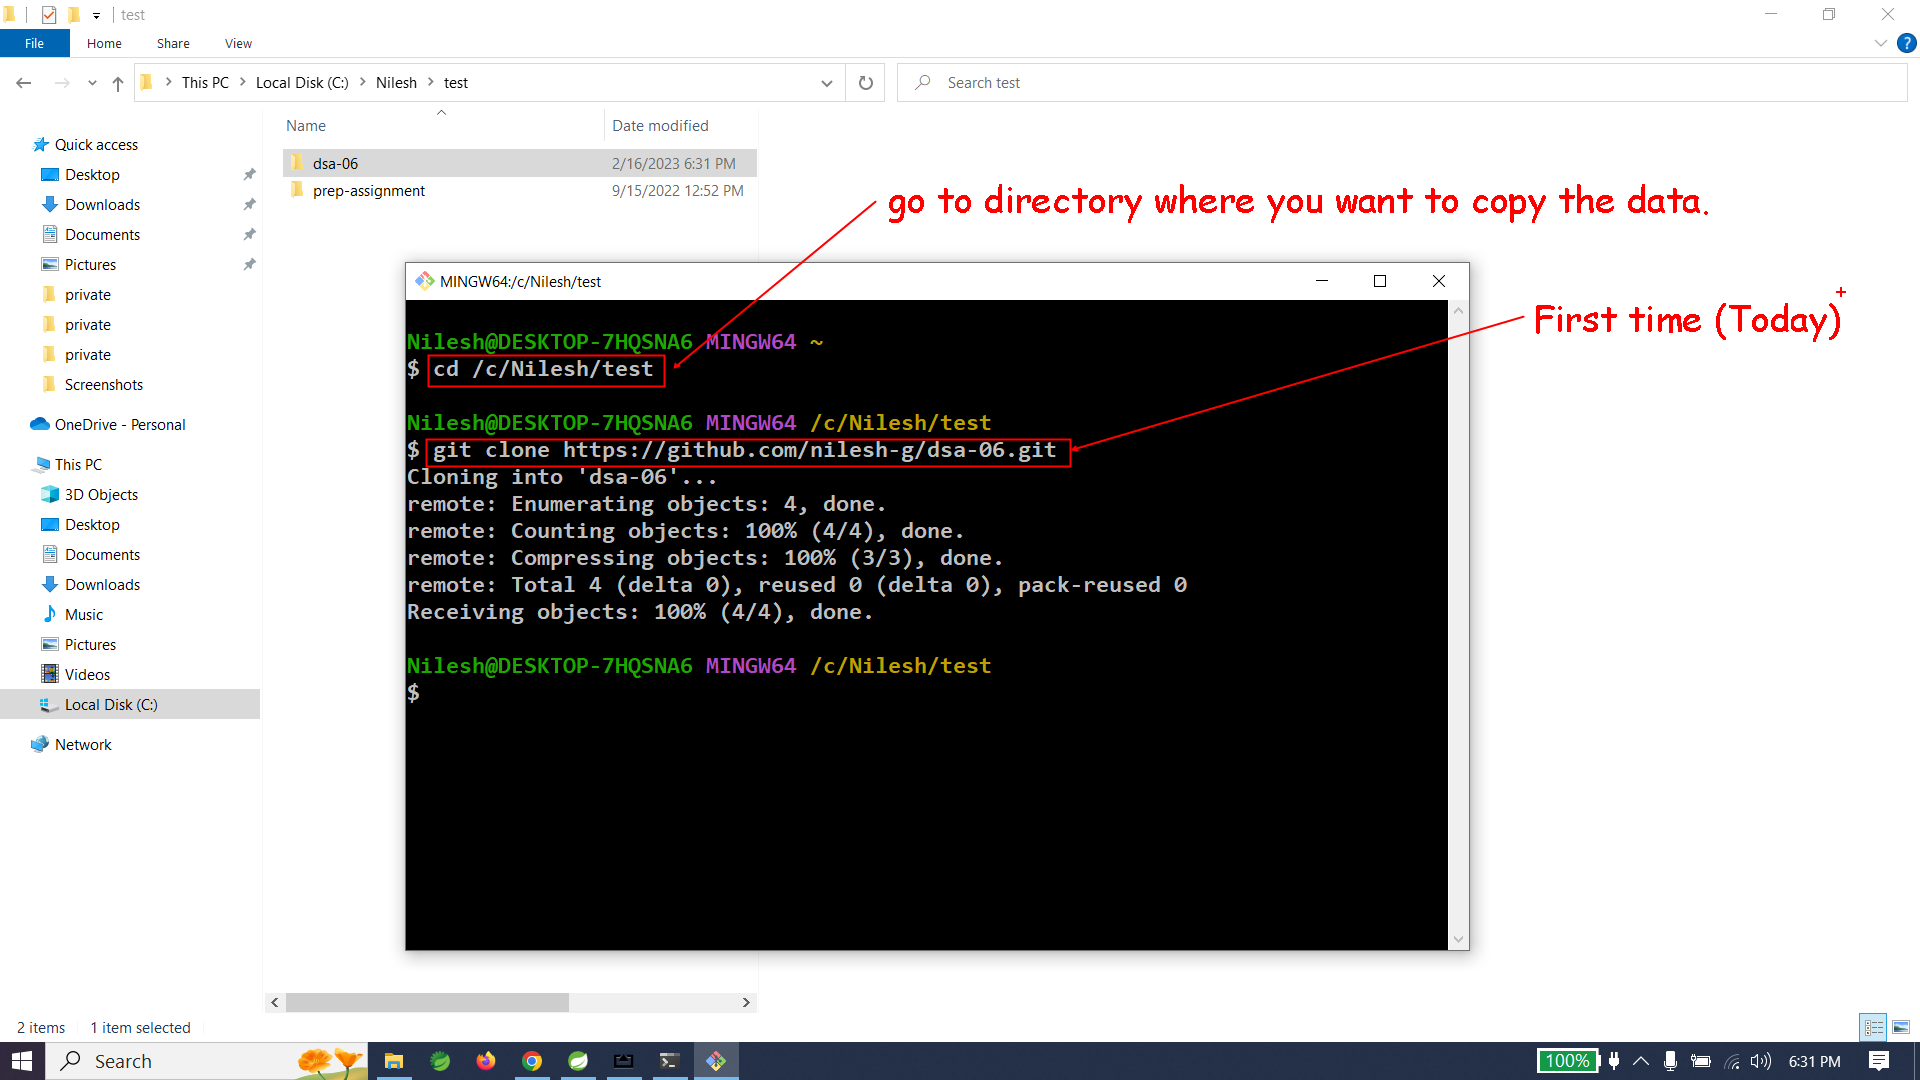 test
File Home Share View
This PC Local Disk (C:) Nilesh test
Search test
Name Date modified
dsa-06 2/16/2023 6:31 PM
prep-assignment 9/15/2022 12:52 PM
Quick access
Desktop
Downloads
Documents
Pictures
private
private
private
Screenshots
OneDrive - Personal
This PC
3D Objects
Desktop
Documents
Downloads
Music
Pictures
Videos
Local Disk (C:)
Network
go to directory where you want to copy the data.
First time (Today)
MINGW64:/c/Nilesh/test
Nilesh@DESKTOP-7HQSNA6 MINGW64 ~
$ cd /c/Nilesh/test
Nilesh@DESKTOP-7HQSNA6 MINGW64 /c/Nilesh/test
$ git clone https://github.com/nilesh-g/dsa-06.git
Cloning into 'dsa-06'...
remote: Enumerating objects: 4, done.
remote: Counting objects: 100% (4/4), done.
remote: Compressing objects: 100% (3/3), done.
remote: Total 4 (delta 0), reused 0 (delta 0), pack-reused 0
Receiving objects: 100% (4/4), done.
Nilesh@DESKTOP-7HQSNA6 MINGW64 /c/Nilesh/test
$
2 items 1 item selected
Search
100% 6:31 PM